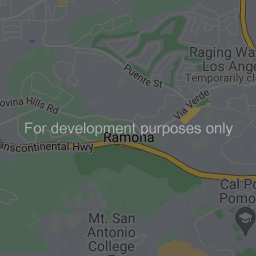 Raging Wa
Los Ange
Temporarily cl
Puente St
Via Verde
ovina Hills Rd
For development purposes only
Ramona
anscontinental Hwy
Cal Po
Pomo
Mt. San
Antonio
College